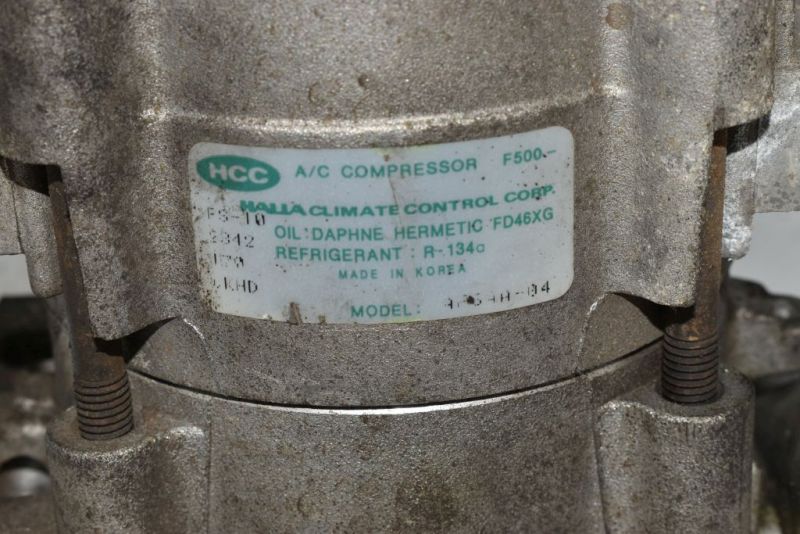 HCC A/C COMPRESSOR F500-
HALLA CLIMATE CONTROL CORP.
FS-10 OIL:DAPHNE HERMETIC FD46XG
2342 REFRIGERANT : R-134a
MADE IN KOREA
MODEL: